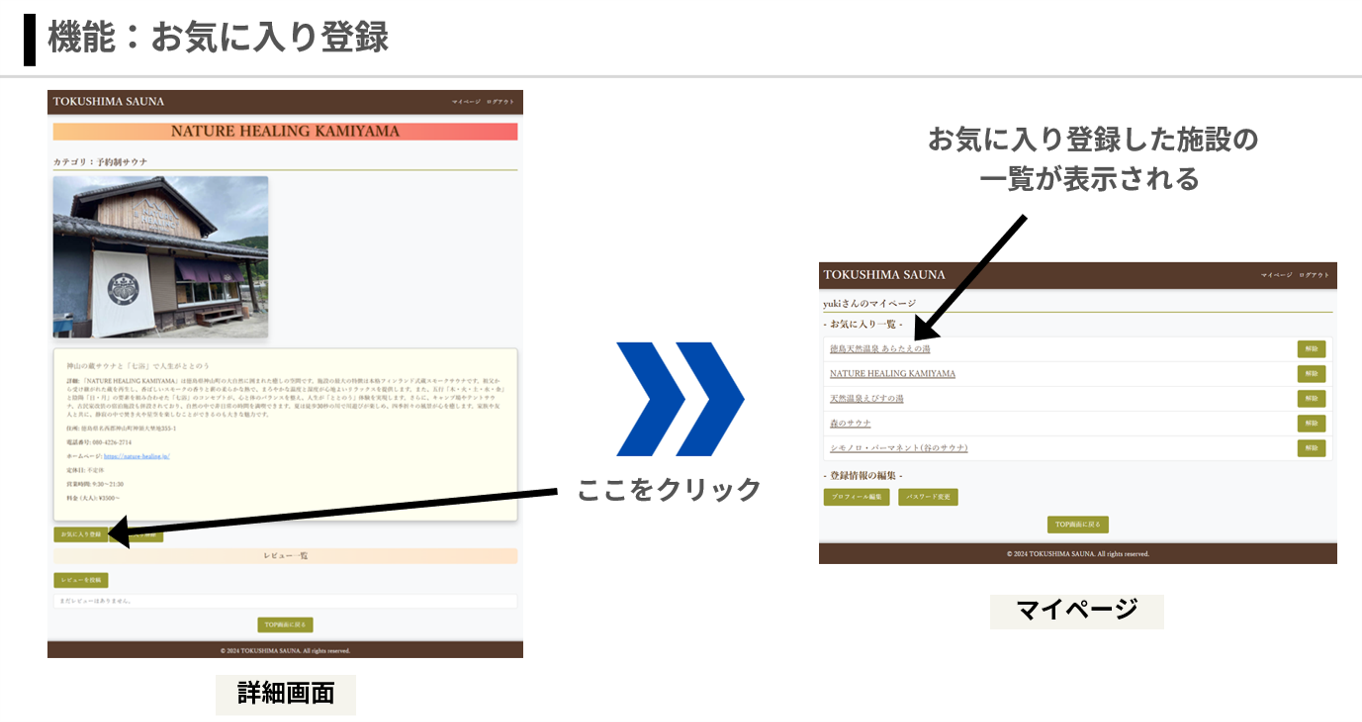 機能：お気に入り登録
TOKUSHIMA SAUNA
マイページ ログアウト
NATURE HEALING KAMIYAMA
カテゴリ：予約制サウナ
神山の蔵サウナと「七浴」で人生がととのう
住所: 徳島県名西郡神山町神領大埜地555-1
電話番号: 080-4226-2714
ホームページ: https://nature-healing.jp/
定休日: 不定休
営業時間: 9:30～21:30
料金 (大人): ¥3500～
お気に入り登録
レビュー一覧
レビューを投稿
まだレビューはありません。
TOP画面に戻る
© 2024 TOKUSHIMA SAUNA. All rights reserved.
詳細画面
ここをクリック
お気に入り登録した施設の
一覧が表示される
TOKUSHIMA SAUNA
マイページ ログアウト
yukiさんのマイページ
- お気に入り一覧 -
徳島天然温泉 あらたえの湯 解除
NATURE HEALING KAMIYAMA 解除
天然温泉えびすの湯 解除
森のサウナ 解除
シモノロ・パーマネント(谷のサウナ) 解除
- 登録情報の編集 -
プロフィール編集 パスワード変更
TOP画面に戻る
© 2024 TOKUSHIMA SAUNA. All rights reserved.
マイページ